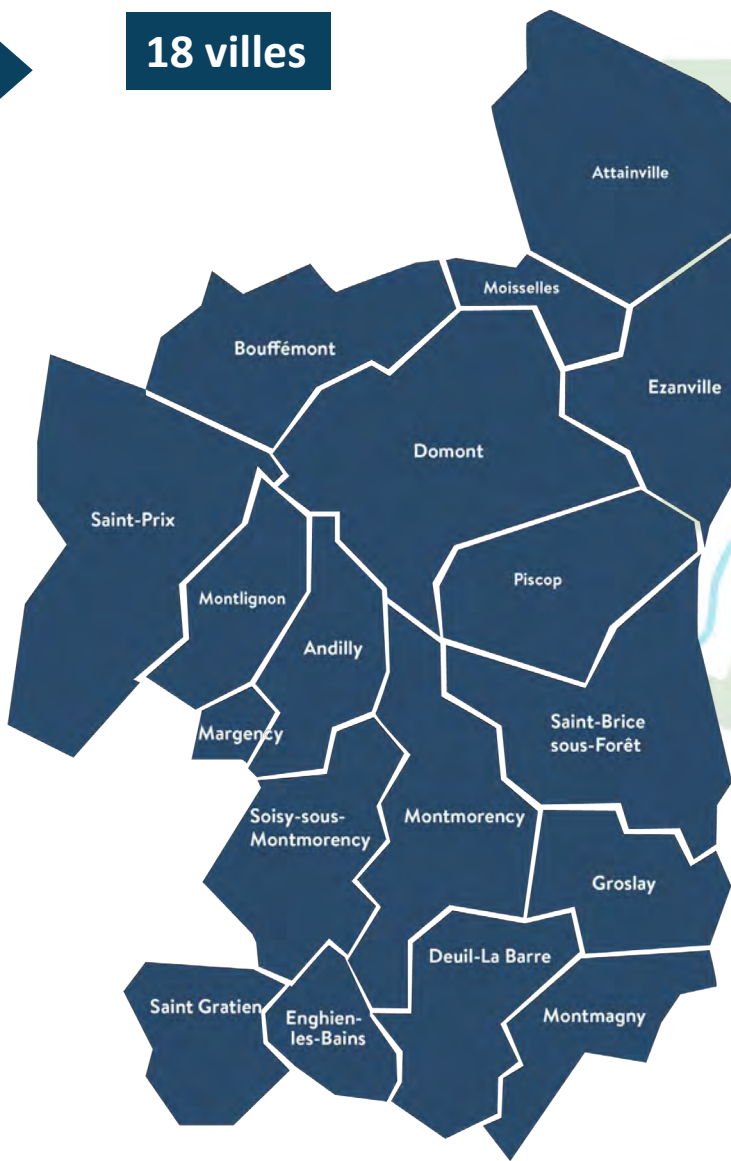 18 villes
Attainville
Moisselles
Bouffémont
Ezanville
Domont
Saint-Prix
Piscop
Montlignon
Andilly
Saint-Brice
sous-Forêt
Margency
Soisy-sous-
Montmorency
Montmorency
Groslay
Deuil-La Barre
Saint Gratien
Enghien-
les-Bains
Montmagny